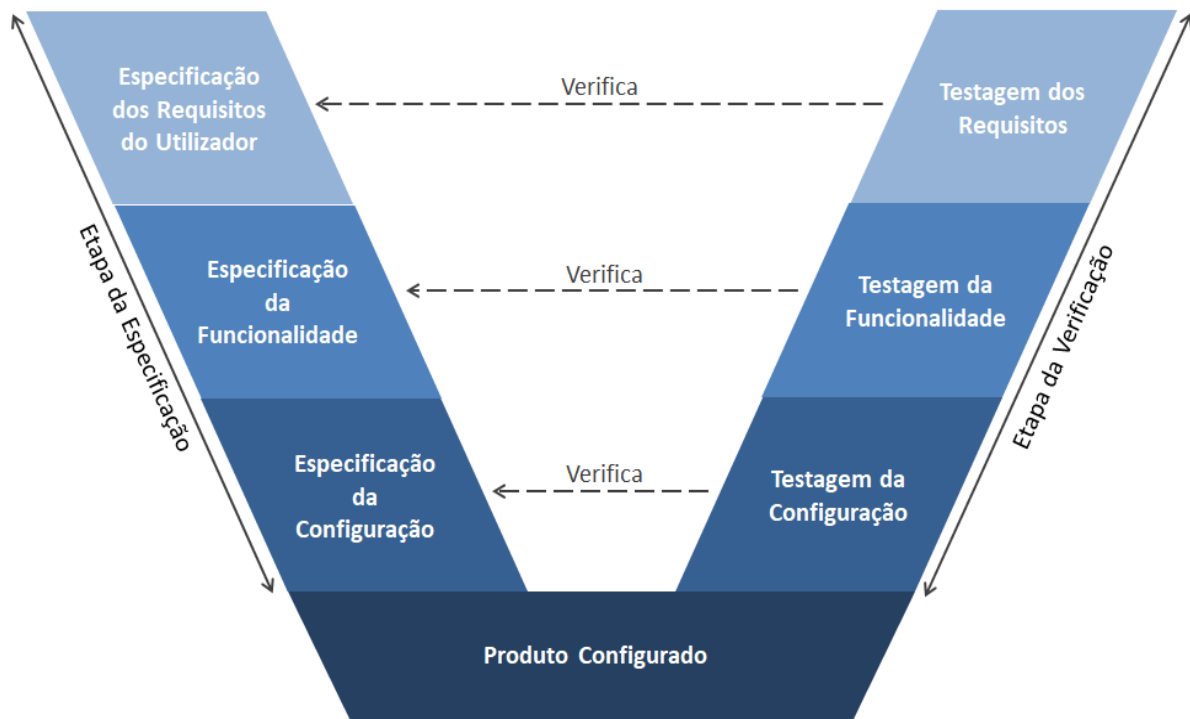 Especificação
dos Requisitos
do Utilizador
Verifica
Testagem dos
Requisitos
Etapa da Especificação
Especificação
da
Funcionalidade
Verifica
Testagem da
Funcionalidade
Etapa da Verificação
Especificação
da
Configuração
Verifica
Testagem da
Configuração
Produto Configurado